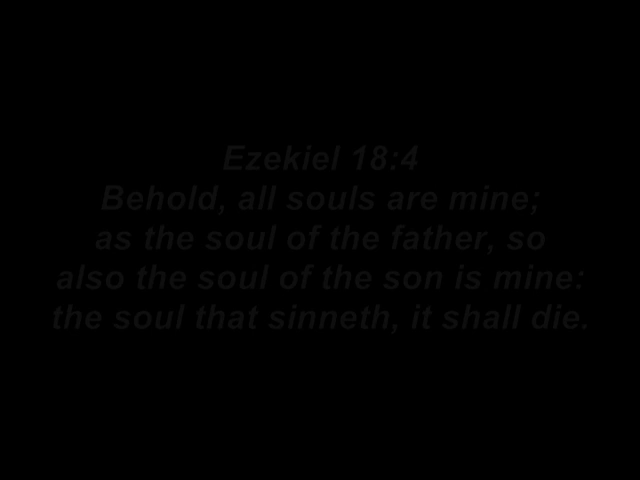 Ezekiel 18:4
Behold, all souls are mine;
as the soul of the father, so
also the soul of the son is mine:
the soul that sinneth, it shall die.